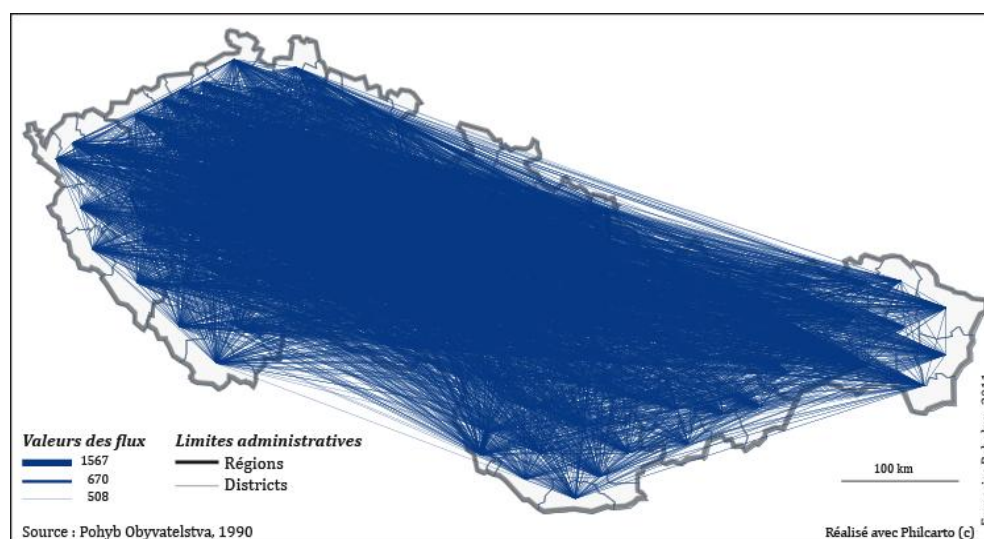 Valeurs des flux
1567
670
508
Limites administratives
Régions
Districts
100 km
Source : Pohyb Obyvatelstva, 1990
Réalisé avec Philcarto (c)
2011